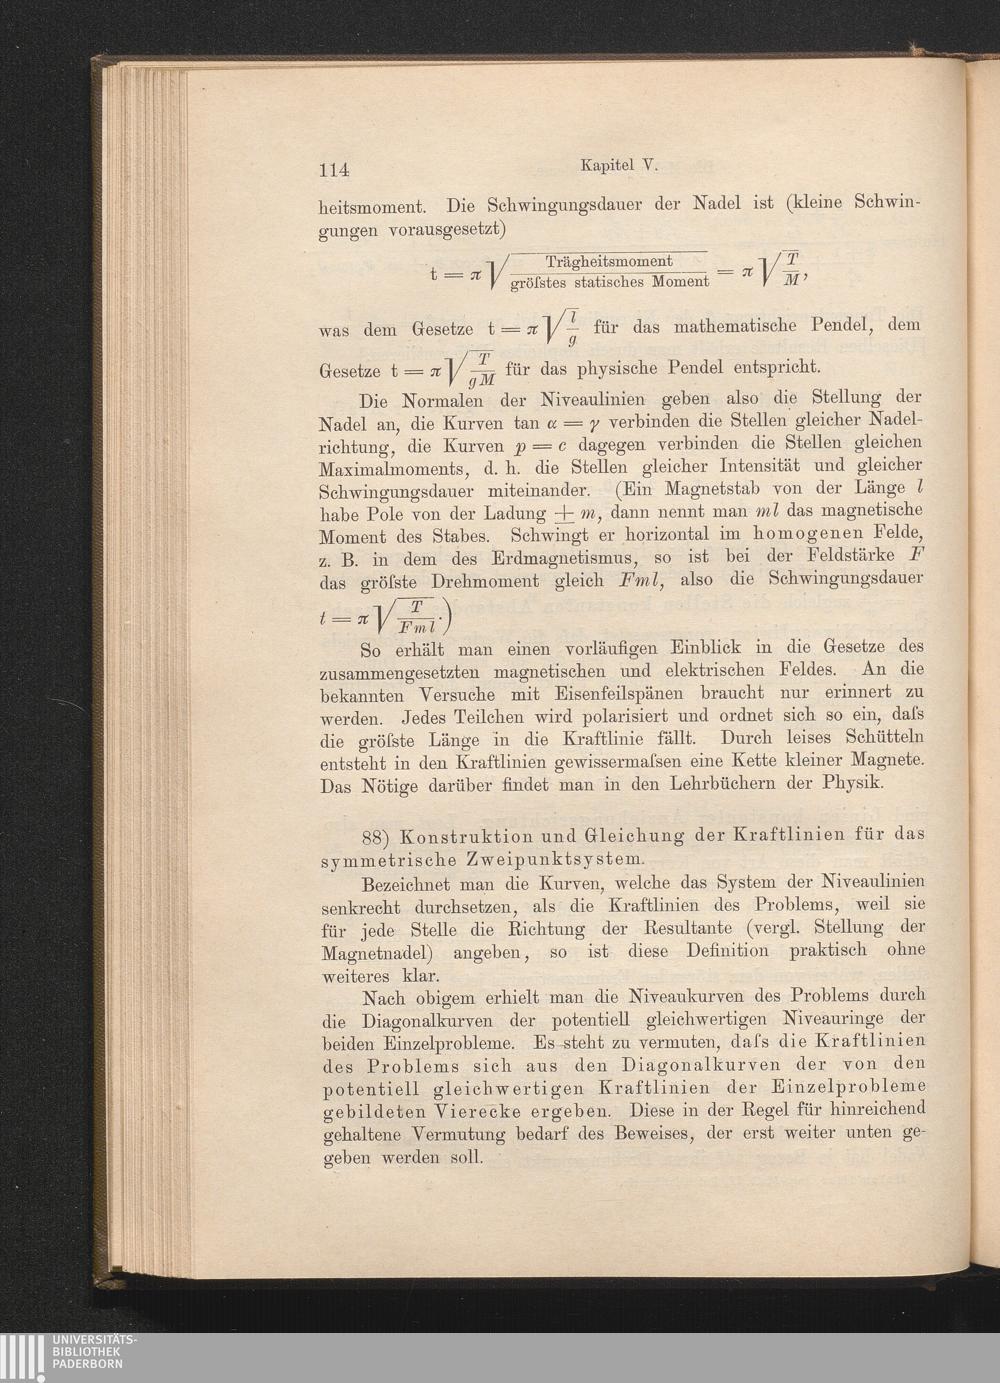 114
Kapitel V.
heitsmoment. Die Schwingungsdauer der Nadel ist (kleine Schwin-
gungen vorausgesetzt)
t = π √(Trägheitsmoment / gröſstes statisches Moment) = π √(T / M),
was dem Gesetze t = π √(l / g) für das mathematische Pendel, dem
Gesetze t = π √(T / gM) für das physische Pendel entspricht.
Die Normalen der Niveaulinien geben also die Stellung der
Nadel an, die Kurven tan α = γ verbinden die Stellen gleicher Nadel-
richtung, die Kurven p = c dagegen verbinden die Stellen gleichen
Maximalmoments, d. h. die Stellen gleicher Intensität und gleicher
Schwingungsdauer miteinander. (Ein Magnetstab von der Länge l
habe Pole von der Ladung ± m, dann nennt man ml das magnetische
Moment des Stabes. Schwingt er horizontal im homogenen Felde,
z. B. in dem des Erdmagnetismus, so ist bei der Feldstärke F
das gröſste Drehmoment gleich Fml, also die Schwingungsdauer
t = π √(T / Fml).)
So erhält man einen vorläufigen Einblick in die Gesetze des
zusammengesetzten magnetischen und elektrischen Feldes. An die
bekannten Versuche mit Eisenfeilspänen braucht nur erinnert zu
werden. Jedes Teilchen wird polarisiert und ordnet sich so ein, daſs
die gröſste Länge in die Kraftlinie fällt. Durch leises Schütteln
entsteht in den Kraftlinien gewissermaſsen eine Kette kleiner Magnete.
Das Nötige darüber findet man in den Lehrbüchern der Physik.
88) Konstruktion und Gleichung der Kraftlinien für das
symmetrische Zweipunktsystem.
Bezeichnet man die Kurven, welche das System der Niveaulinien
senkrecht durchsetzen, als die Kraftlinien des Problems, weil sie
für jede Stelle die Richtung der Resultante (vergl. Stellung der
Magnetnadel) angeben, so ist diese Definition praktisch ohne
weiteres klar.
Nach obigem erhielt man die Niveaukurven des Problems durch
die Diagonalkurven der potentiell gleichwertigen Niveauringe der
beiden Einzelprobleme. Es steht zu vermuten, daſs die Kraftlinien
des Problems sich aus den Diagonalkurven der von den
potentiell gleichwertigen Kraftlinien der Einzelprobleme
gebildeten Vierecke ergeben. Diese in der Regel für hinreichend
gehaltene Vermutung bedarf des Beweises, der erst weiter unten ge-
geben werden soll.
UNIVERSITÄTS-
BIBLIOTHEK
PADERBORN